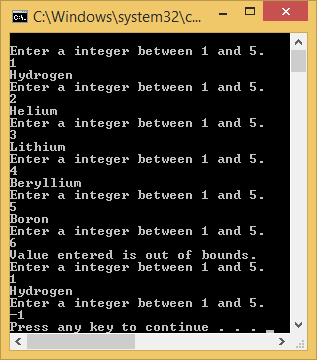 C:\Windows\system32\c...
Enter a integer between 1 and 5.
1
Hydrogen
Enter a integer between 1 and 5.
2
Helium
Enter a integer between 1 and 5.
3
Lithium
Enter a integer between 1 and 5.
4
Beryllium
Enter a integer between 1 and 5.
5
Boron
Enter a integer between 1 and 5.
6
Value entered is out of bounds.
Enter a integer between 1 and 5.
1
Hydrogen
Enter a integer between 1 and 5.
-1
Press any key to continue . . . _